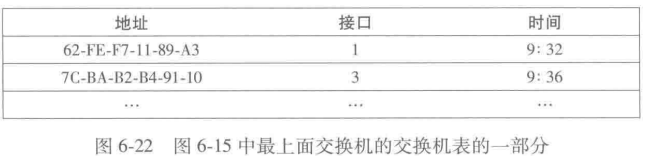 地址 接口 时间
62-FE-F7-11-89-A3 1 9: 32
7C-BA-B2-B4-91-10 3 9: 36
… … …
图 6-22 图 6-15 中最上面交换机的交换机表的一部分